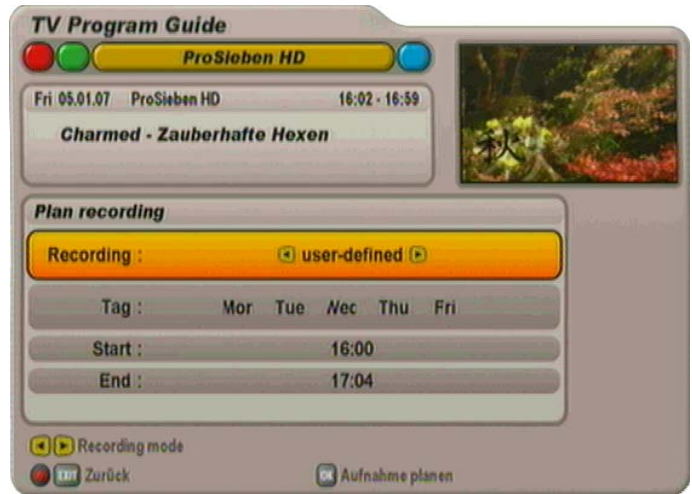 TV Program Guide
ProSieben HD
Fri 05.01.07 ProSieben HD 16:02 - 16:59
Charmed - Zauberhafte Hexen
秋
Plan recording
Recording : user-defined
Tag : Mor Tue Wec Thu Fri
Start : 16:00
End : 17:04
Recording mode
EXIT Zurück OK Aufnahme planen